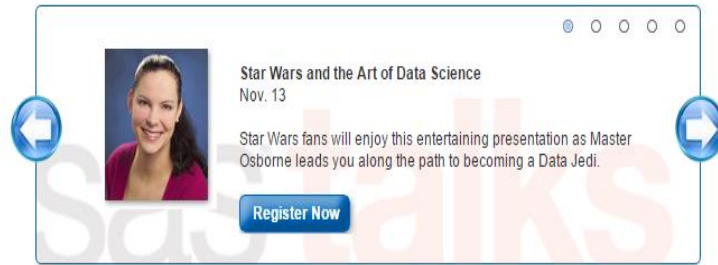 Star Wars and the Art of Data Science
Nov. 13
Star Wars fans will enjoy this entertaining presentation as Master
Osborne leads you along the path to becoming a Data Jedi.
Register Now
sas talks